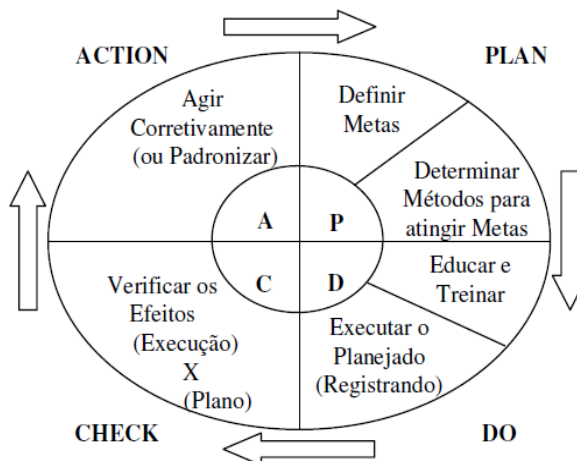 ACTION
PLAN
Agir
Corretivamente
(ou Padronizar)
Definir
Metas
Determinar
Métodos para
atingir Metas
A
P
C
D
Educar e
Treinar
Verificar os
Efeitos
(Execução)
X
(Plano)
Executar o
Planejado
(Registrando)
CHECK
DO